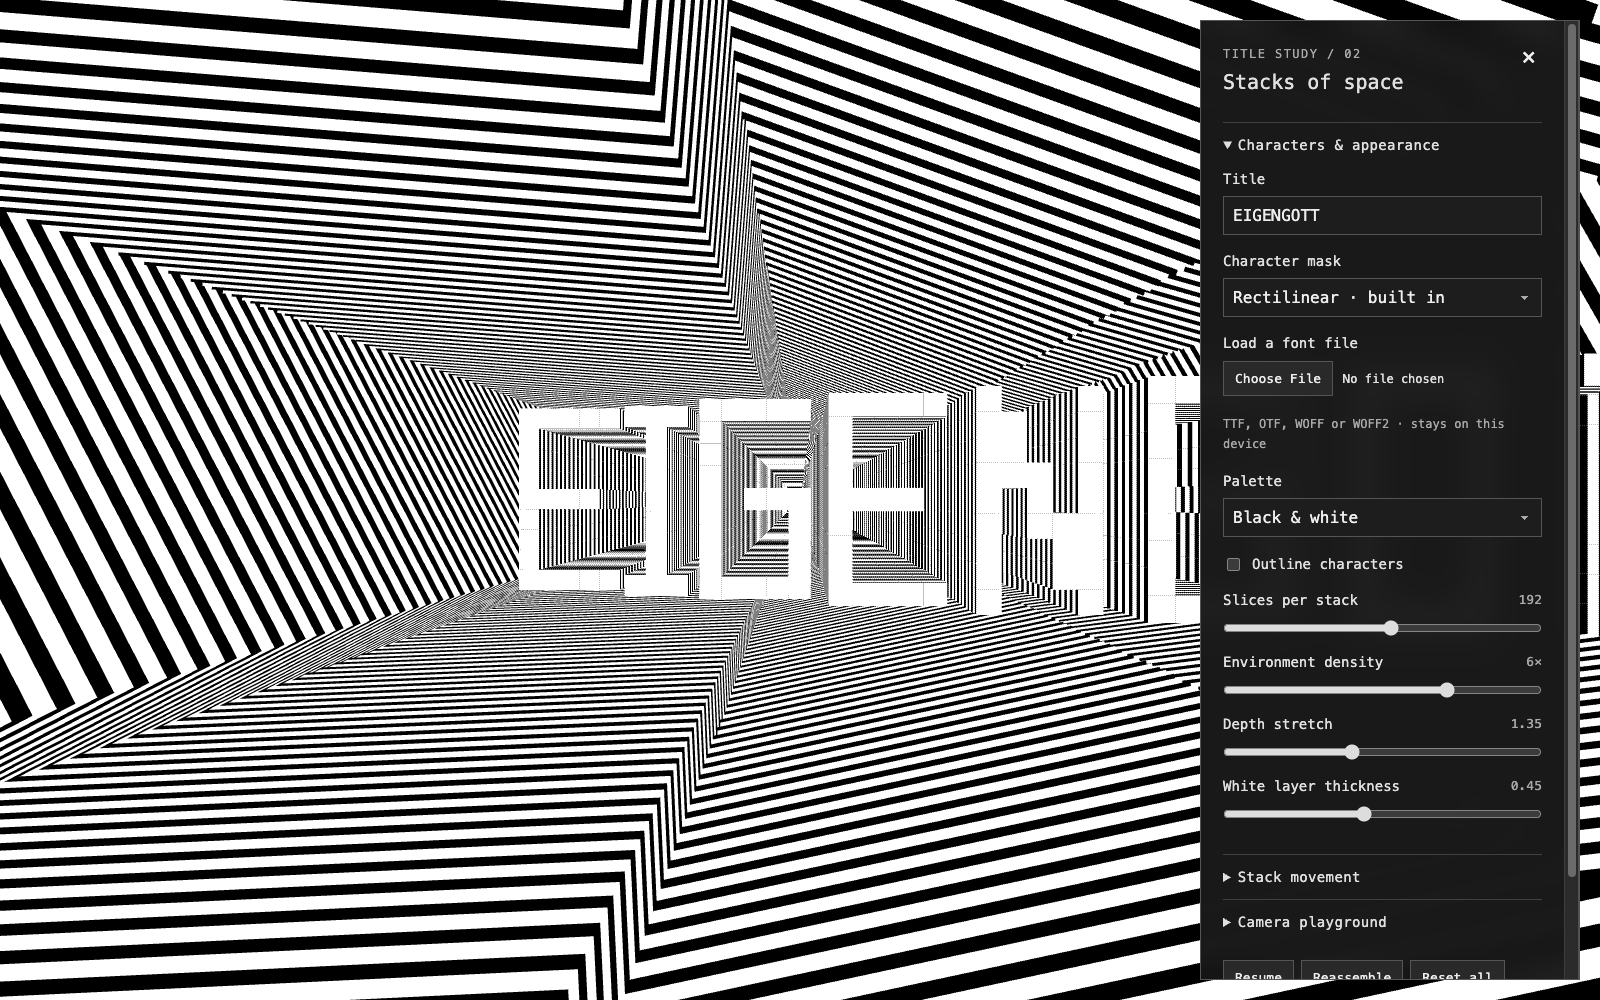 EIGEN
TITLE STUDY / 02
×
Stacks of space
▼ Characters & appearance
Title
EIGENGOTT
Character mask
Rectilinear · built in
Load a font file
Choose File No file chosen
TTF, OTF, WOFF or WOFF2 · stays on this
device
Palette
Black & white
Outline characters
Slices per stack 192
Environment density 6×
Depth stretch 1.35
White layer thickness 0.45
▶ Stack movement
▶ Camera playground
Resume Reassemble Reset all